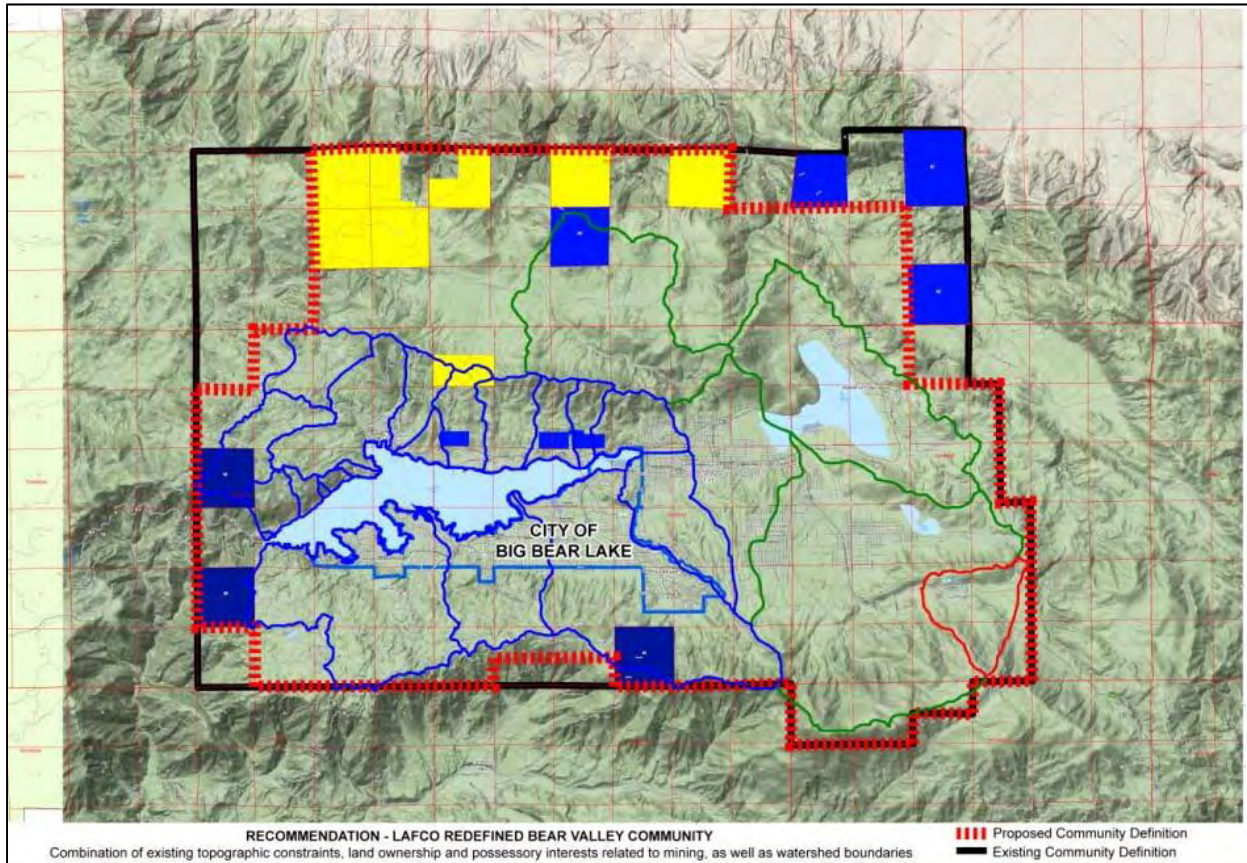 CITY OF
BIG BEAR LAKE
RECOMMENDATION - LAFCO REDEFINED BEAR VALLEY COMMUNITY
Combination of existing topographic constraints, land ownership and possessory interests related to mining, as well as watershed boundaries
Proposed Community Definition
Existing Community Definition